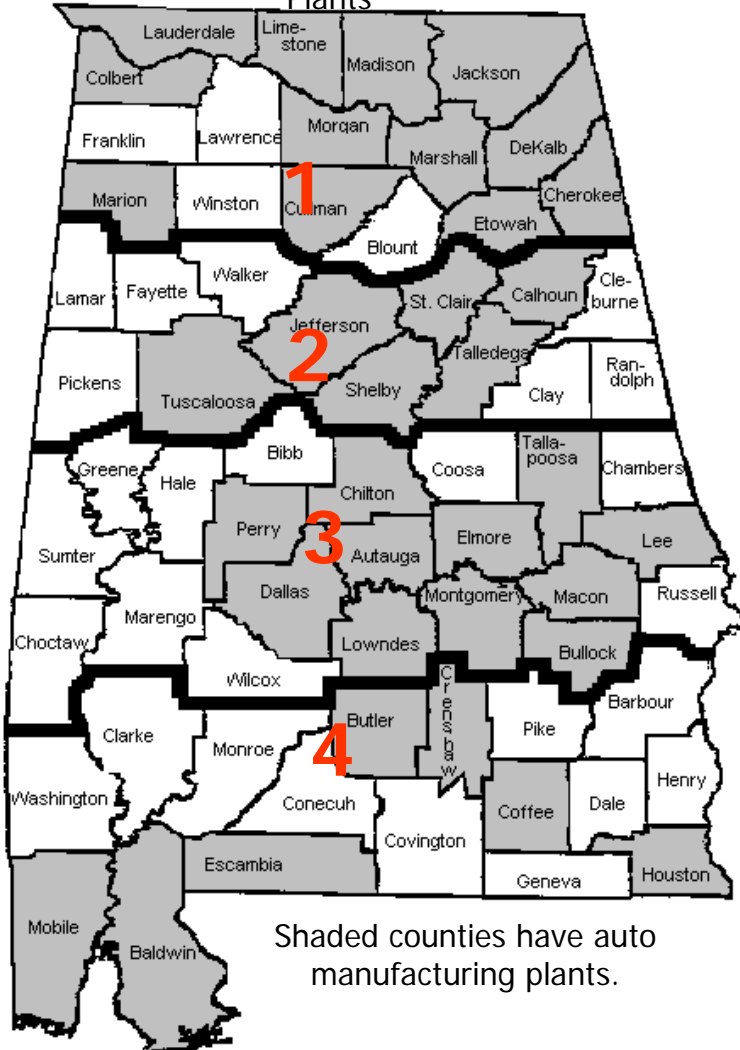 Plants
Lauderdale
Lime-
stone
Madison
Jackson
Colbert
Franklin
Lawrence
Morgan
Marshall
DeKalb
Cherokee
Marion
Winston
1
Cullman
Blount
Etowah
Lamar
Fayette
Walker
Jefferson
St. Clair
Calhoun
Cle-
burne
2
Pickens
Tuscaloosa
Shelby
Talledega
Clay
Ran-
dolph
Greene
Hale
Bibb
Chilton
Coosa
Talla-
poosa
Chambers
Sumter
Perry
3
Autauga
Elmore
Lee
Dallas
Montgomery
Macon
Russell
Choctaw
Marengo
Lowndes
Bullock
Wilcox
Clarke
Monroe
Butler
4
Crenshaw
Pike
Barbour
Washington
Conecuh
Covington
Coffee
Dale
Henry
Escambia
Geneva
Houston
Mobile
Baldwin
Shaded counties have auto
manufacturing plants.